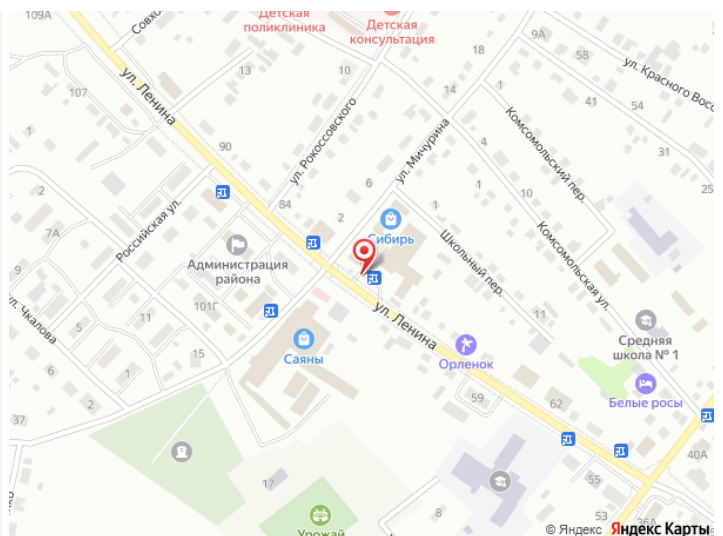 109А
Совхо
Детская
поликлиника
Детская
консультация
18
9А
58
ул. Красного Восс
ул. Ленина
13
10
107
41
54
31
1
ул. Рокоссовского
ул. Мичурина
4
Комсомольский пер.
25
90
2
6
1
1
10
84
2
Российская ул.
7А
Сибирь
Школьный пер.
Комсомольская ул.
Администрация
района
101Г
5
11
ул. Чкалова
ул. Ленина
11
Средняя
школа № 1
15
Саяны
Орленок
6
2
Белые росы
59
62
37
40А
17
55
8
53
36А
Урожай
1
© Яндекс Яндекс Карты